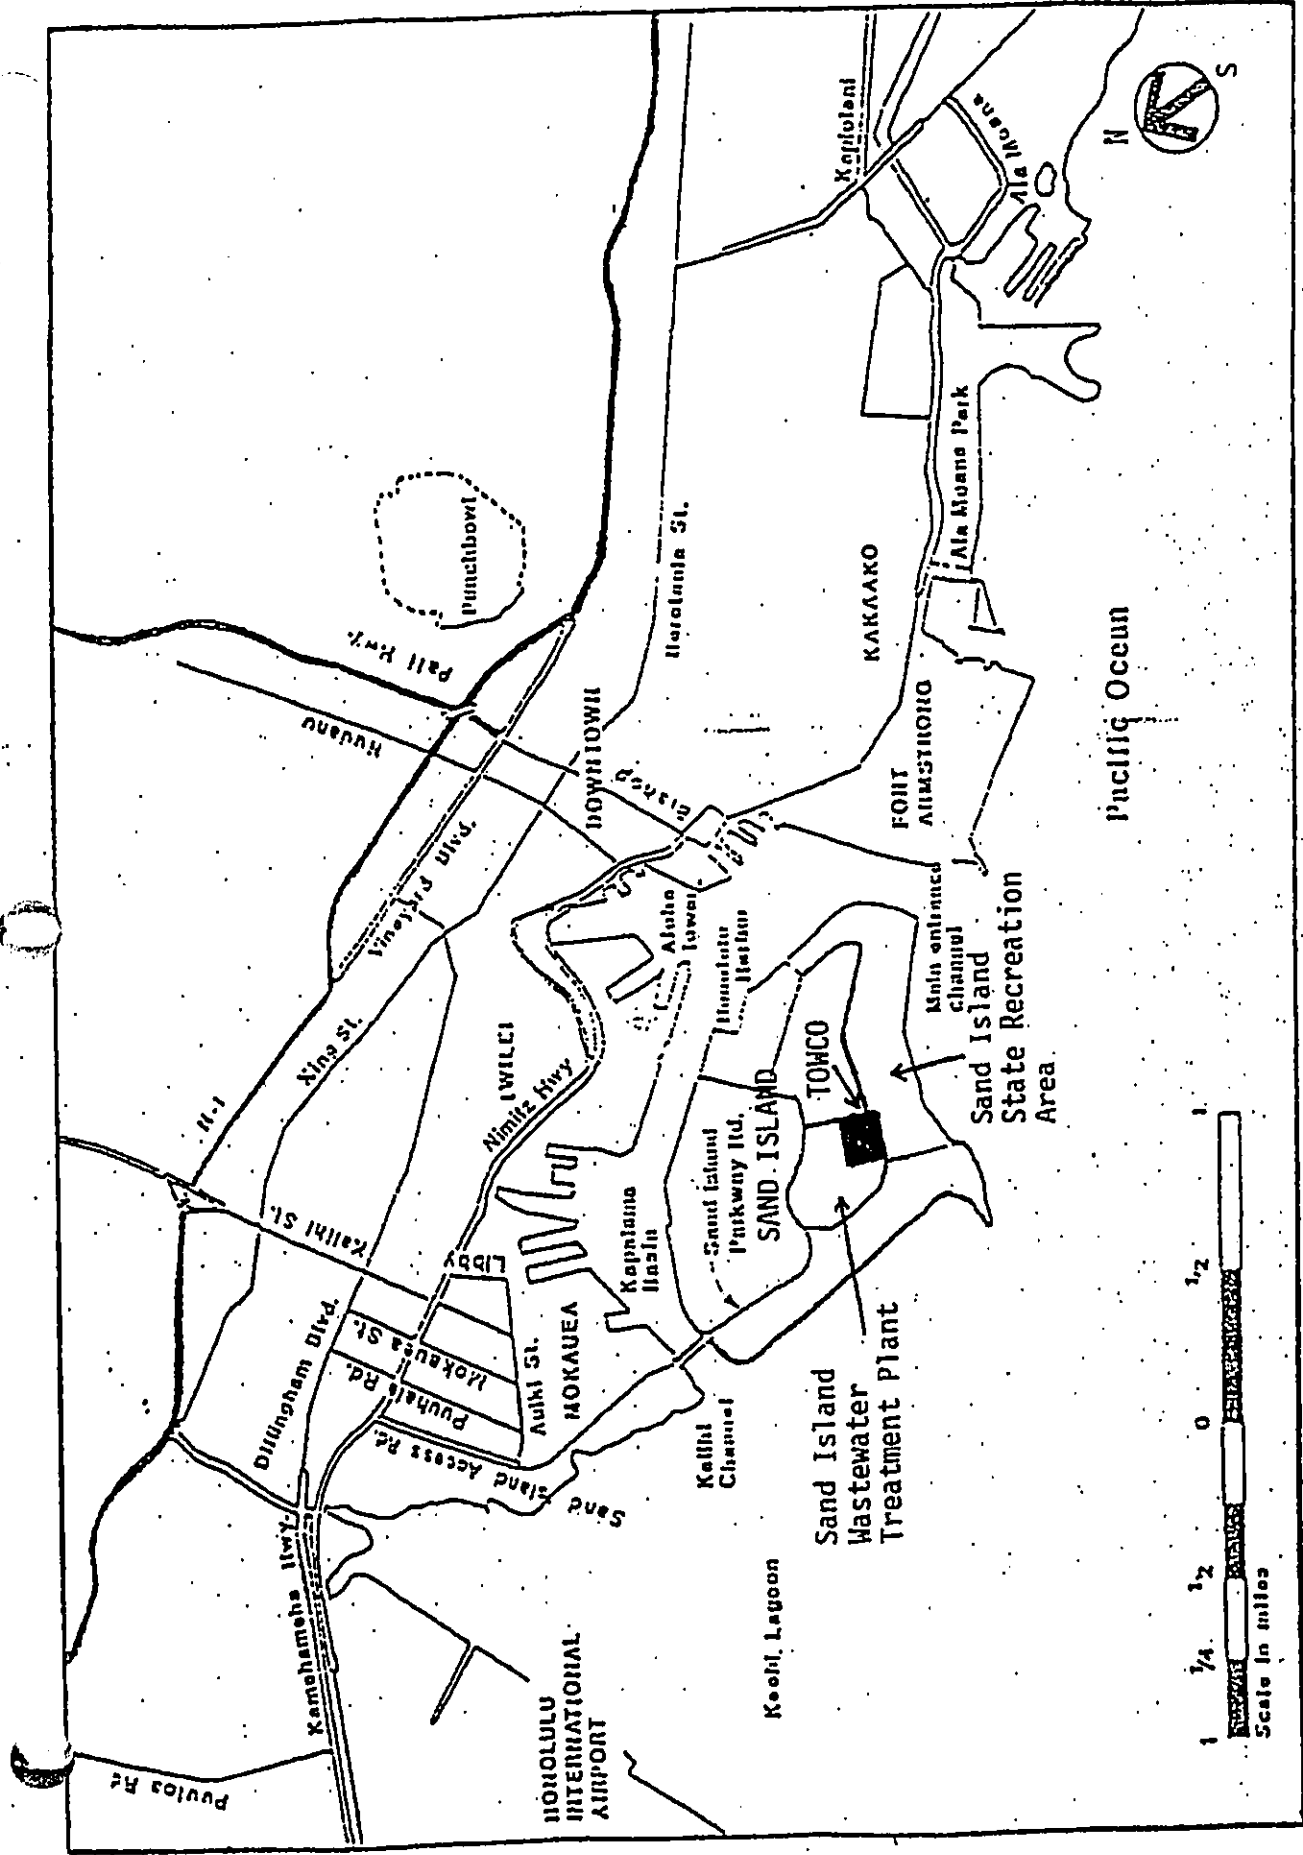 Puuloa Rd
Kamehameha Hwy.
HONOLULU
INTERNATIONAL
AIRPORT
Keehi Lagoon
Dillingham Blvd.
Sand Island Access Rd.
Puuhale Rd.
Mokauea St.
Kalihi St.
Libby
Auiki St.
MOKAUEA
Kalihi
Channel
Kapalama
Basin
H-1
King St.
IWILEI
Nimitz Hwy
Vineyard Blvd.
Nuuanu
Pali Hwy.
Punchbowl
DOWNTOWN
Bishop
Aloha
Tower
Honolulu
Harbor
Sand Island
Parkway Rd.
SAND ISLAND
TOWCO
Sand Island
Wastewater
Treatment Plant
Main entrance
channel
Sand Island
State Recreation
Area
FORT
ARMSTRONG
KAKAAKO
Beretania St.
Ala Moana Park
Kapiolani
Ala Moana
Pacific Ocean
N
S
1 1/4 1/2 0 1/2 1
Scale in miles